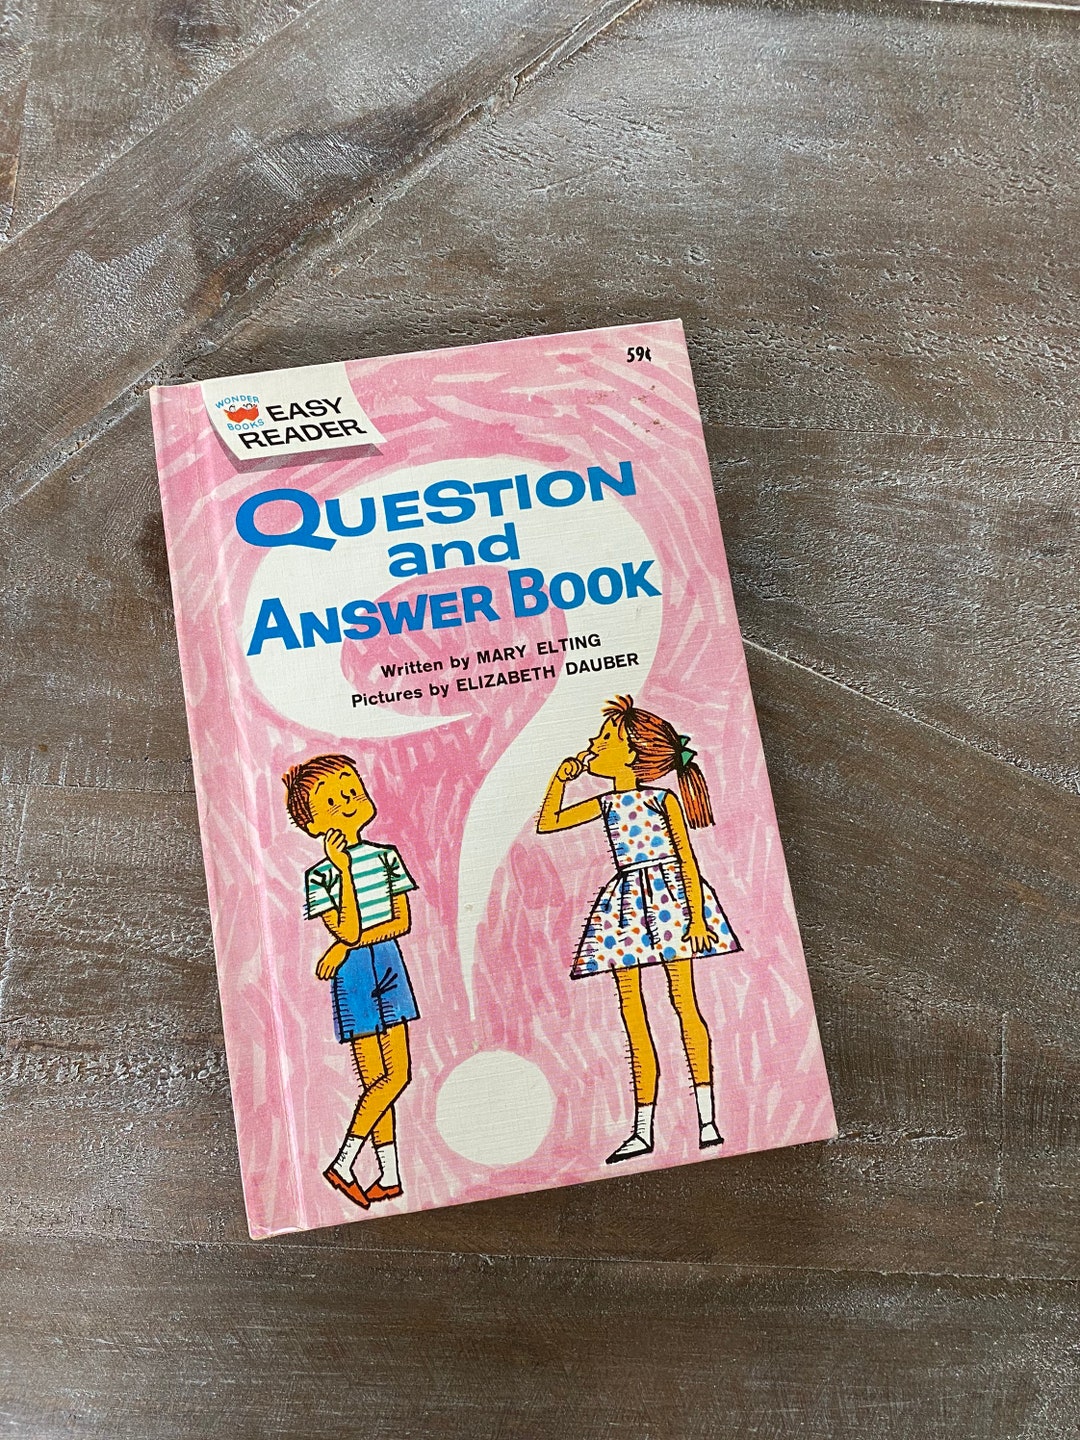 59¢
WONDER
BOOKS
EASY
READER
QUESTION
and
ANSWER BOOK
Written by MARY ELTING
Pictures by ELIZABETH DAUBER